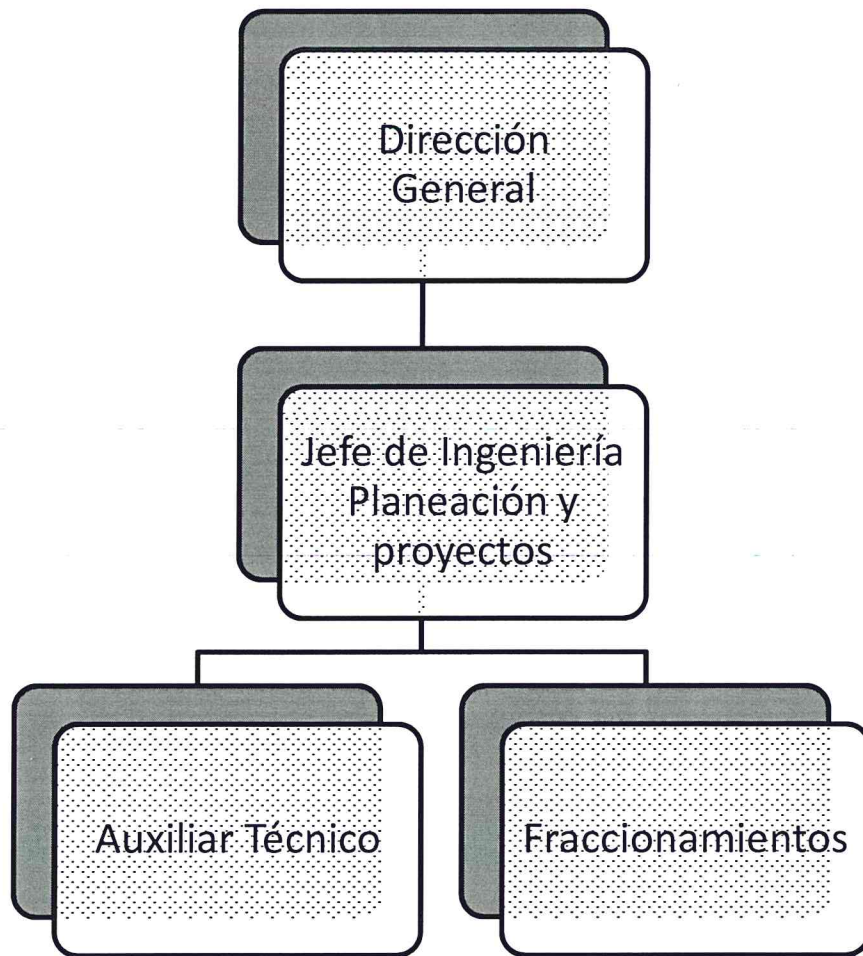 Dirección
General
Jefe de Ingeniería
Planeación y
proyectos
Auxiliar Técnico
Fraccionamientos